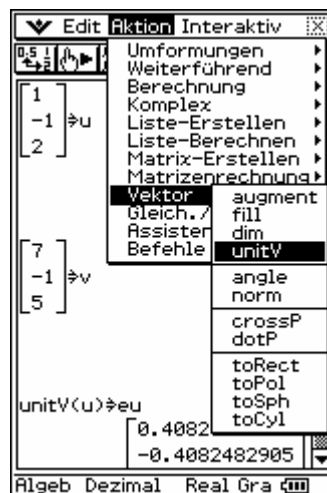 Edit Aktion Interaktiv
Umformungen
Weiterführend
Berechnung
Komplex
Liste-Erstellen
Liste-Berechnen
Matrix-Erstellen
Matrizenrechnung
Vektor
Gleich./
Assisten
Befehle
augment
fill
dim
unitV
angle
norm
crossP
dotP
toRect
toPol
toSph
toCyl
0.5
1
-1
2
⇒u
7
-1
5
⇒v
unitV(u)⇒eu
0.4082
-0.4082482905
Algeb Dezimal Real Gra